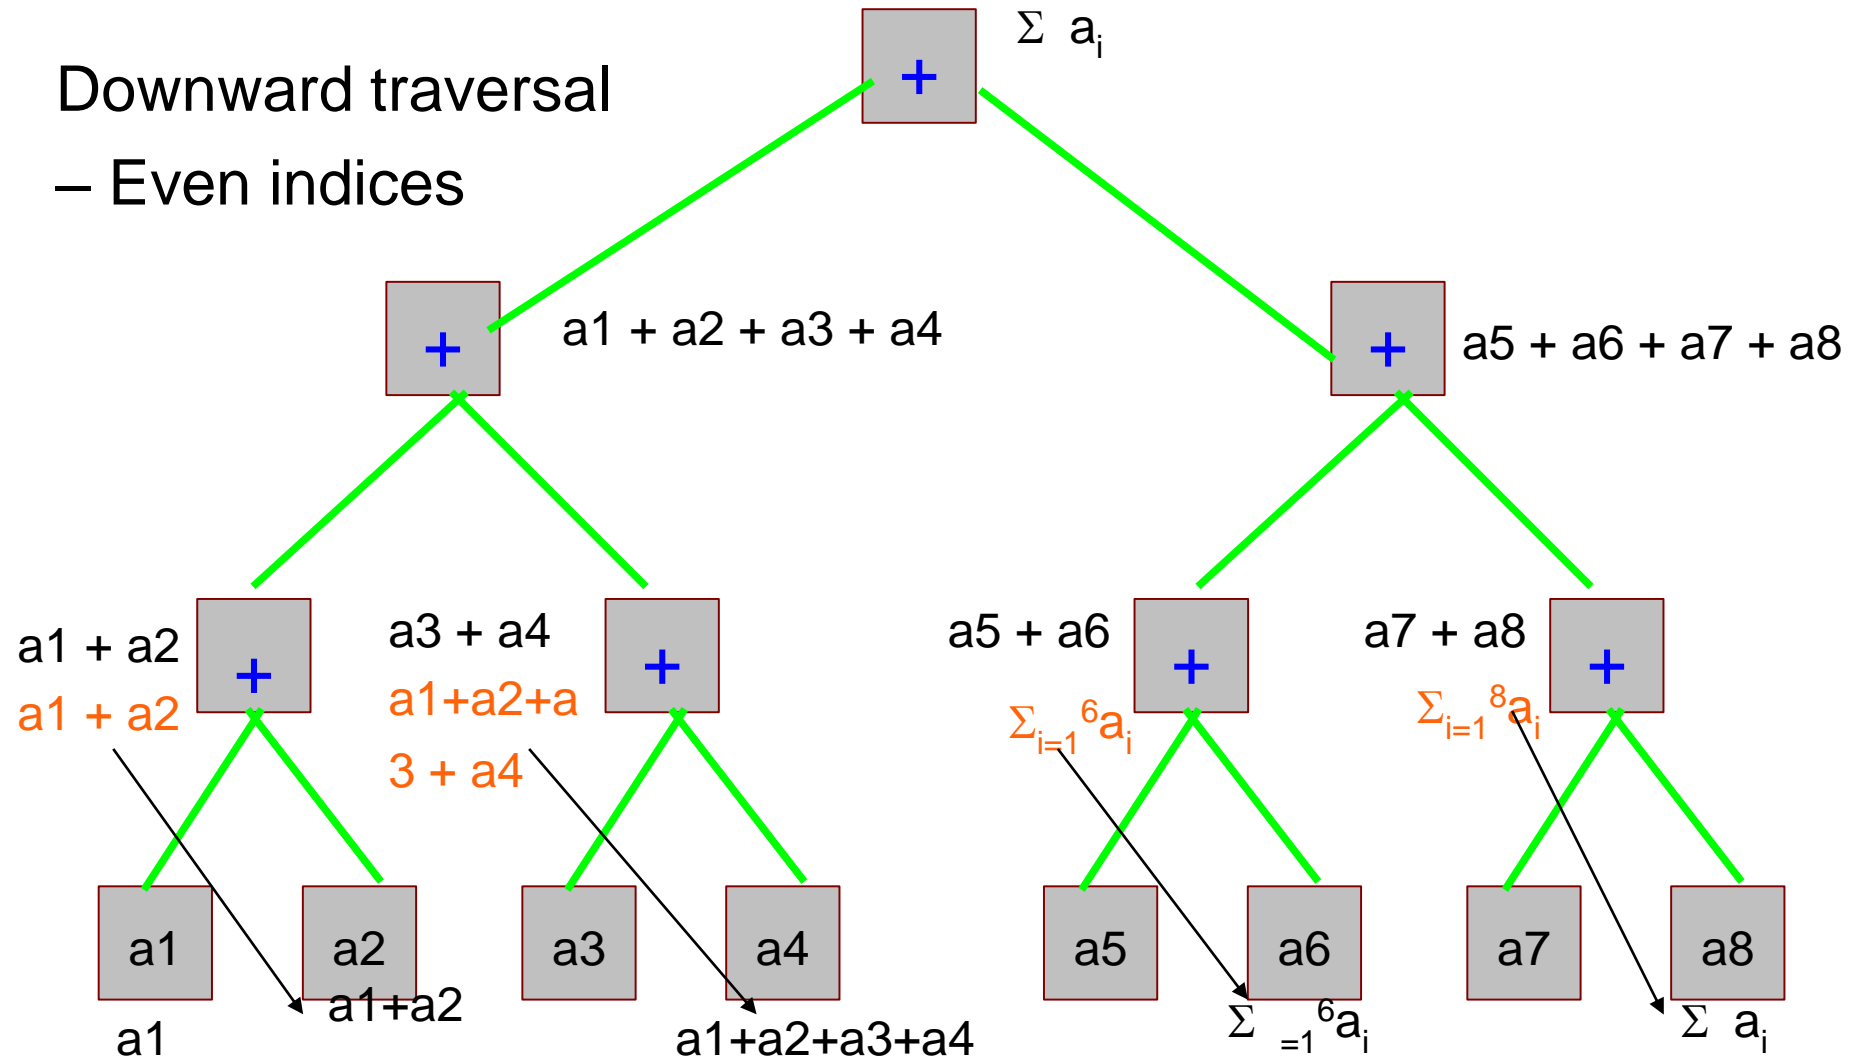 Downward traversal
– Even indices
Σ aᵢ
+
+
a1 + a2 + a3 + a4
+
a5 + a6 + a7 + a8
a1 + a2
a1 + a2
+
a3 + a4
a1+a2+a
3 + a4
+
a5 + a6
Σᵢ₌₁⁶aᵢ
+
a7 + a8
Σᵢ₌₁⁸aᵢ
+
a1
a2
a3
a4
a5
a6
a7
a8
a1
a1+a2
a1+a2+a3+a4
Σ ₌₁⁶aᵢ
Σ aᵢ